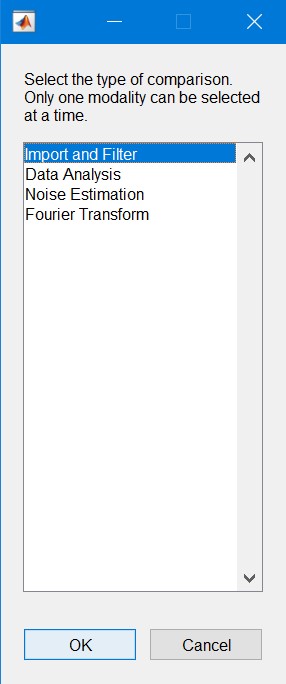 Select the type of comparison.
Only one modality can be selected
at a time.
Import and Filter
Data Analysis
Noise Estimation
Fourier Transform
OK
Cancel